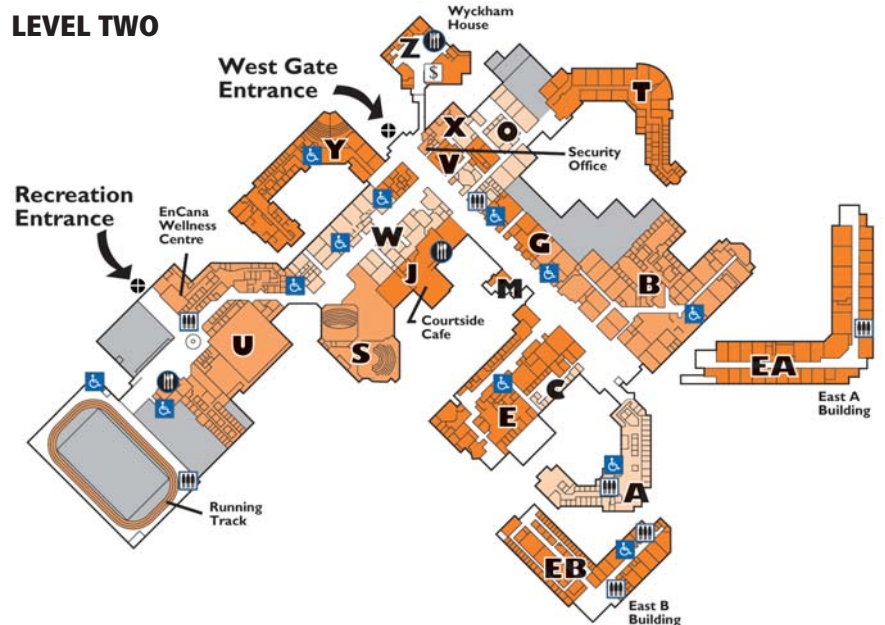 LEVEL TWO
Wyckham
House
Z
$
West Gate
Entrance
T
X
O
Y
V
Security
Office
Recreation
Entrance
EnCana
Wellness
Centre
W
G
J
B
M
Courtside
Cafe
U
S
EA
C
E
East A
Building
A
Running
Track
EB
East B
Building